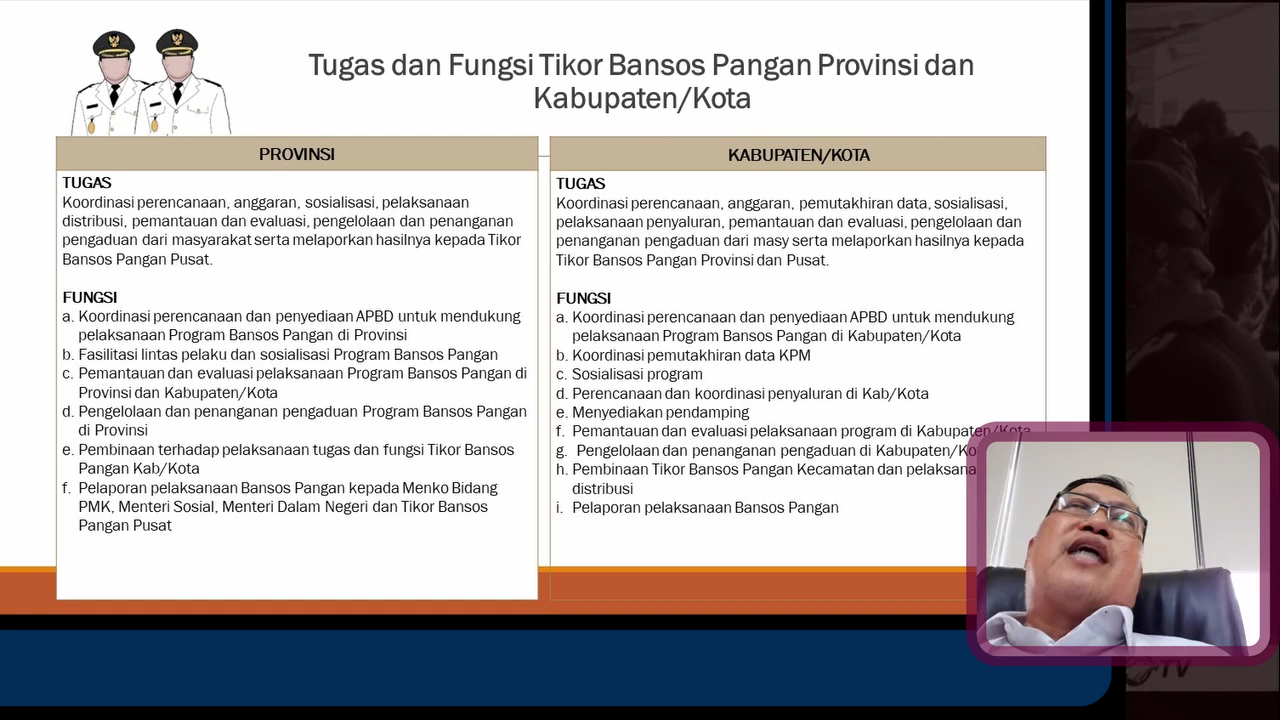 Tugas dan Fungsi Tikor Bansos Pangan Provinsi dan
Kabupaten/Kota
PROVINSI
TUGAS
Koordinasi perencanaan, anggaran, sosialisasi, pelaksanaan
distribusi, pemantauan dan evaluasi, pengelolaan dan penanganan
pengaduan dari masyarakat serta melaporkan hasilnya kepada Tikor
Bansos Pangan Pusat.
FUNGSI
a. Koordinasi perencanaan dan penyediaan APBD untuk mendukung
pelaksanaan Program Bansos Pangan di Provinsi
b. Fasilitasi lintas pelaku dan sosialisasi Program Bansos Pangan
c. Pemantauan dan evaluasi pelaksanaan Program Bansos Pangan di
Provinsi dan Kabupaten/Kota
d. Pengelolaan dan penanganan pengaduan Program Bansos Pangan
di Provinsi
e. Pembinaan terhadap pelaksanaan tugas dan fungsi Tikor Bansos
Pangan Kab/Kota
f. Pelaporan pelaksanaan Bansos Pangan kepada Menko Bidang
PMK, Menteri Sosial, Menteri Dalam Negeri dan Tikor Bansos
Pangan Pusat
KABUPATEN/KOTA
TUGAS
Koordinasi perencanaan, anggaran, pemutakhiran data, sosialisasi,
pelaksanaan penyaluran, pemantauan dan evaluasi, pengelolaan dan
penanganan pengaduan dari masy serta melaporkan hasilnya kepada
Tikor Bansos Pangan Provinsi dan Pusat.
FUNGSI
a. Koordinasi perencanaan dan penyediaan APBD untuk mendukung
pelaksanaan Program Bansos Pangan di Kabupaten/Kota
b. Koordinasi pemutakhiran data KPM
c. Sosialisasi program
d. Perencanaan dan koordinasi penyaluran di Kab/Kota
e. Menyediakan pendamping
f. Pemantauan dan evaluasi pelaksanaan program di Kabupaten/Kota
g. Pengelolaan dan penanganan pengaduan di Kabupaten/Ko
h. Pembinaan Tikor Bansos Pangan Kecamatan dan pelaksana
distribusi
i. Pelaporan pelaksanaan Bansos Pangan
TV